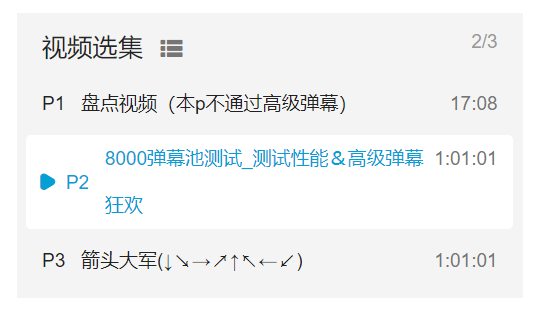 视频选集
2/3
P1 盘点视频（本p不通过高级弹幕） 17:08
P2 8000弹幕池测试_测试性能＆高级弹幕 1:01:01
狂欢
P3 箭头大军(↓↘→↗↑↖←↙) 1:01:01